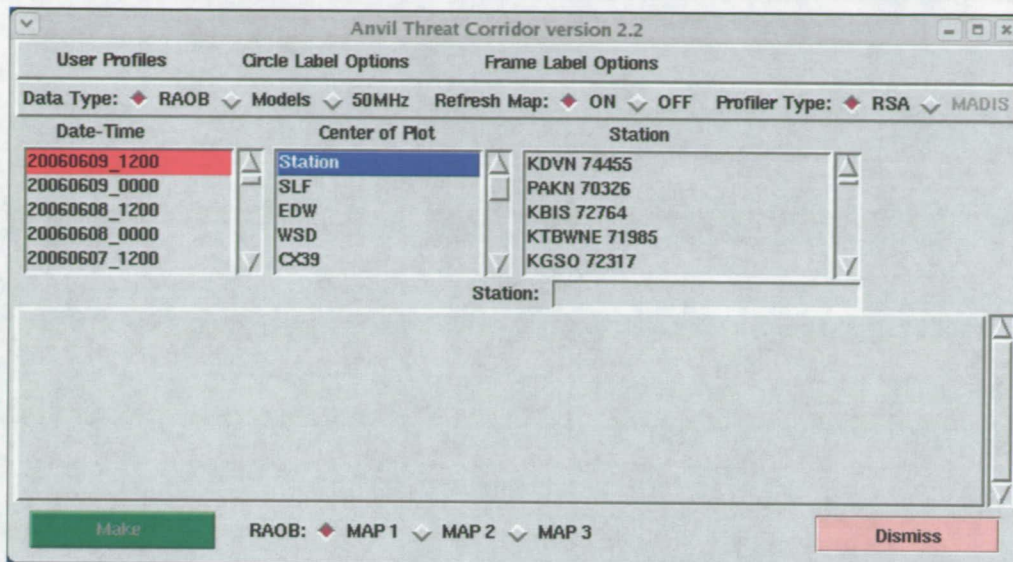 Anvil Threat Corridor version 2.2
User Profiles Circle Label Options Frame Label Options
Data Type: RAOB Models 50MHz Refresh Map: ON OFF Profiler Type: RSA MADIS
Date-Time Center of Plot Station
20060609_1200 Station KDVN 74455
20060609_0000 SLF PAKN 70326
20060608_1200 EDW KBIS 72764
20060608_0000 WSD KTBWNE 71985
20060607_1200 CX39 KGSO 72317
Station:
Make RAOB: MAP 1 MAP 2 MAP 3 Dismiss